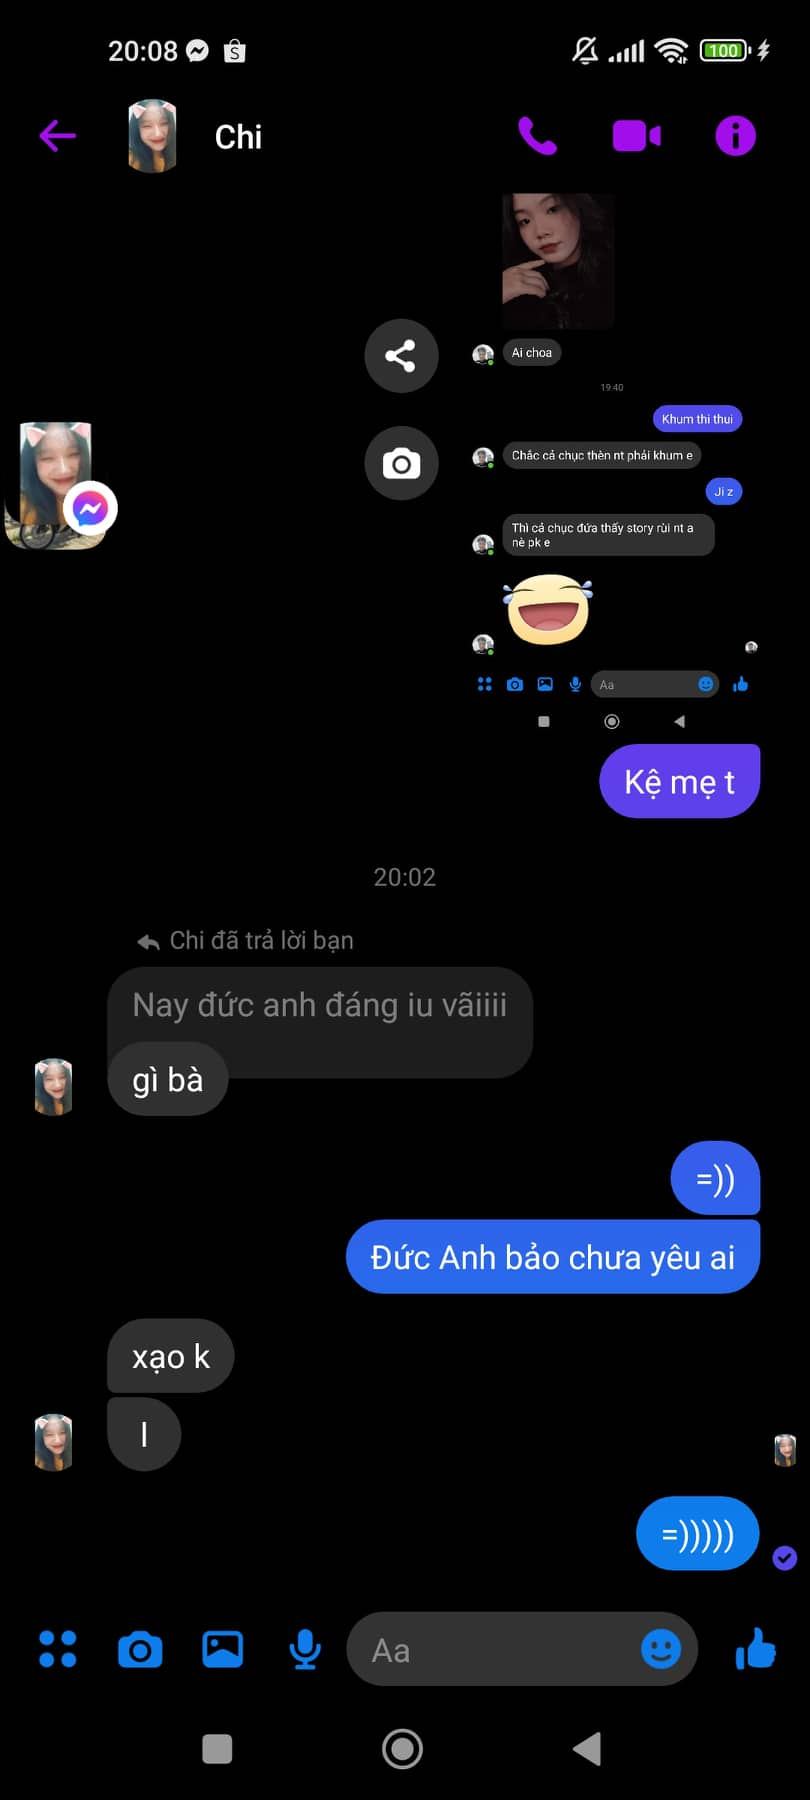 20:08
100
Chi
Ai choa
19:40
Khum thi thui
Chắc cả chục thèn nt phải khum e
Ji z
Thì cả chục đứa thấy story rùi nt a
nè pk e
Aa
Kệ mẹ t
20:02
Chi đã trả lời bạn
Nay đức anh đáng iu vãiiii
gì bà
=))
Đức Anh bảo chưa yêu ai
xạo k
l
=)))))
Aa